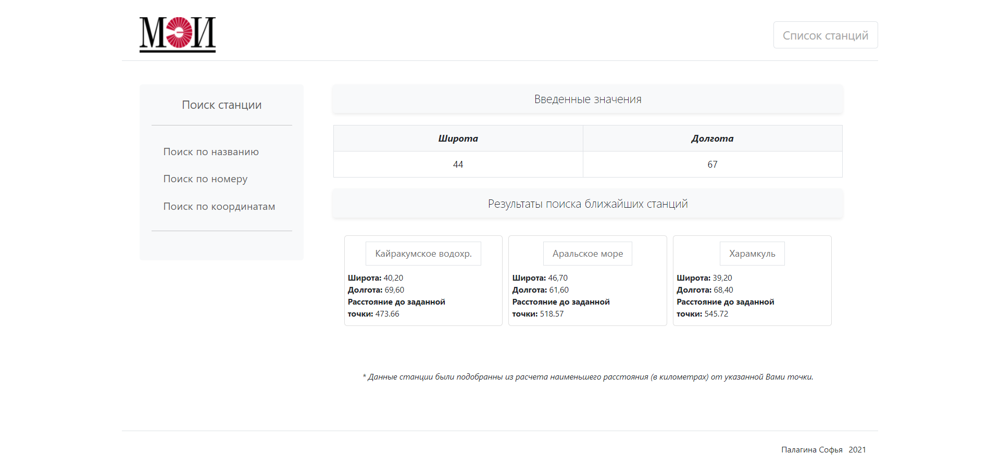 МЭИ
Список станций
Поиск станции
Поиск по названию
Поиск по номеру
Поиск по координатам
Введенные значения
Широта Долгота
44 67
Результаты поиска ближайших станций
Кайракумское водохр.
Широта: 40,20
Долгота: 69,60
Расстояние до заданной
точки: 473.66
Аральское море
Широта: 46,70
Долгота: 61,60
Расстояние до заданной
точки: 518.57
Харамкуль
Широта: 39,20
Долгота: 68,40
Расстояние до заданной
точки: 545.72
* Данные станции были подобранны из расчета наименьшего расстояния (в километрах) от указанной Вами точки.
Палагина Софья 2021